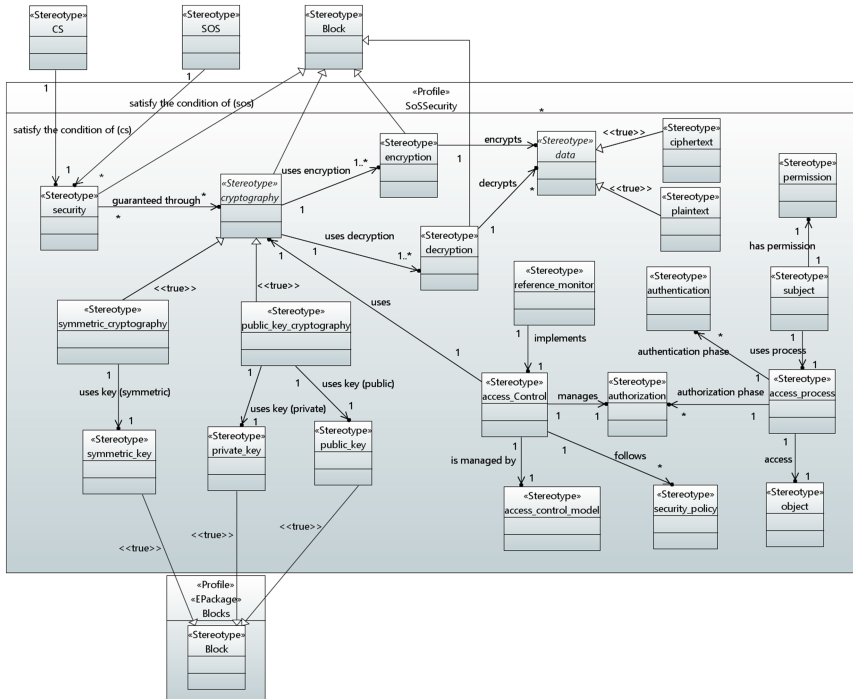 «Stereotype»
CS
«Stereotype»
SOS
«Stereotype»
Block
1
1
«Profile»
SoSSecurity
satisfy the condition of (sos)
satisfy the condition of (cs)
*
<<true>>
«Stereotype»
ciphertext
«Stereotype»
encryption
encrypts
1
«Stereotype»
data
uses encryption
1..*
1
1
*
«Stereotype»
security
guaranteed through
*
*
«Stereotype»
cryptography
1
decrypts
*
<<true>>
«Stereotype»
plaintext
«Stereotype»
permission
1
has permission
1
uses decryption
1
1..*
«Stereotype»
decryption
1
1
<<true>>
<<true>>
«Stereotype»
symmetric_cryptography
«Stereotype»
public_key_cryptography
uses
1
«Stereotype»
reference_monitor
1
implements
1
«Stereotype»
authentication
*
authentication phase
1
«Stereotype»
subject
1
uses process
1
1
uses key (symmetric)
1
1
1
uses key (public)
uses key (private)
1
1
«Stereotype»
access_Control
manages
1
1
«Stereotype»
authorization
authorization phase
*
1
«Stereotype»
access_process
«Stereotype»
symmetric_key
«Stereotype»
private_key
«Stereotype»
public_key
1
is managed by
1
1
follows
*
1
access
1
«Stereotype»
access_control_model
«Stereotype»
security_policy
«Stereotype»
object
<<true>>
<<true>>
<<true>>
«Profile»
«EPackage»
Blocks
«Stereotype»
Block